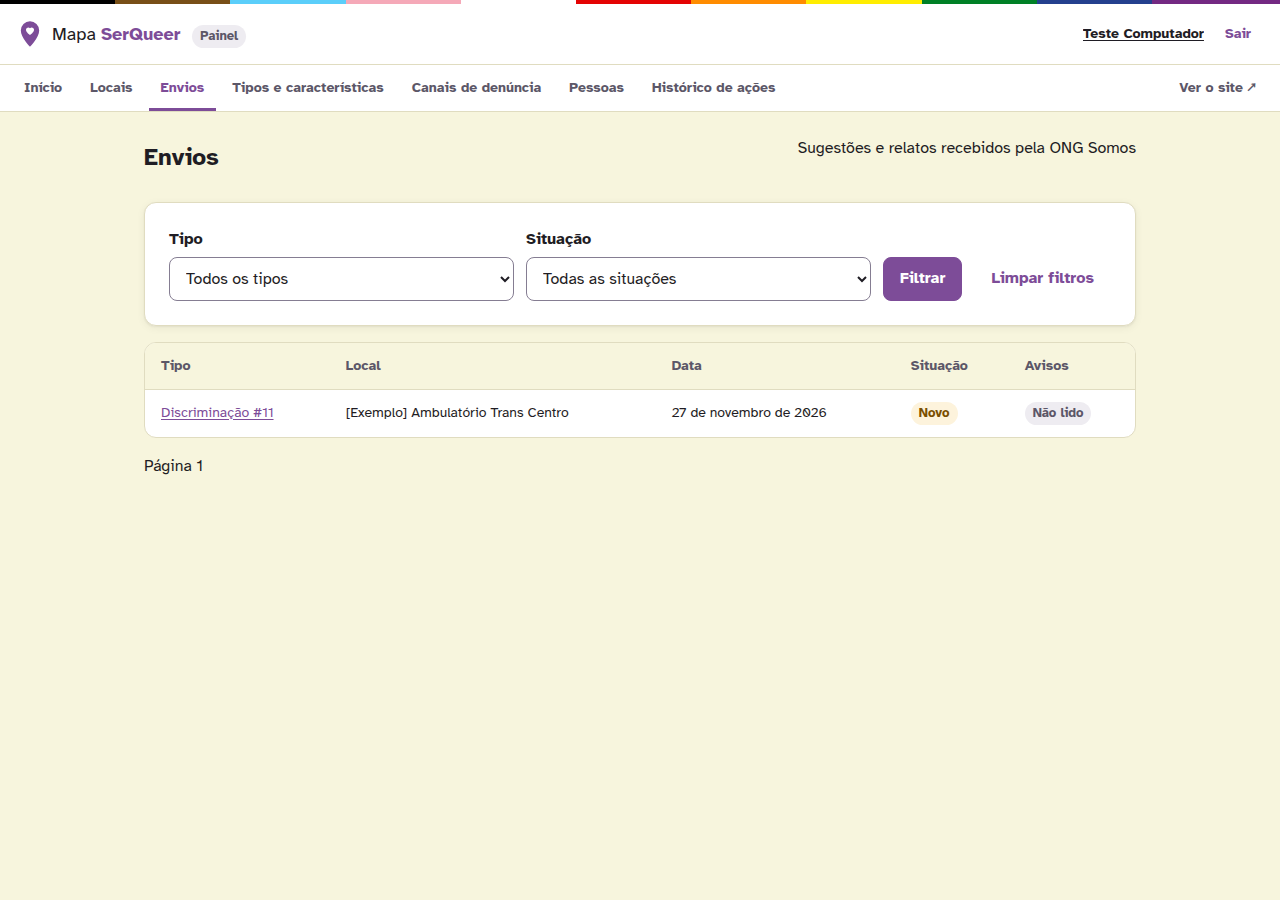 Mapa SerQueer Painel
Teste Computador Sair
Início Locais Envios Tipos e características Canais de denúncia Pessoas Histórico de ações Ver o site ↗
Envios
Sugestões e relatos recebidos pela ONG Somos
Tipo Situação
Todos os tipos Todas as situações Filtrar Limpar filtros
Tipo Local Data Situação Avisos
Discriminação #11 [Exemplo] Ambulatório Trans Centro 27 de novembro de 2026 Novo Não lido
Página 1